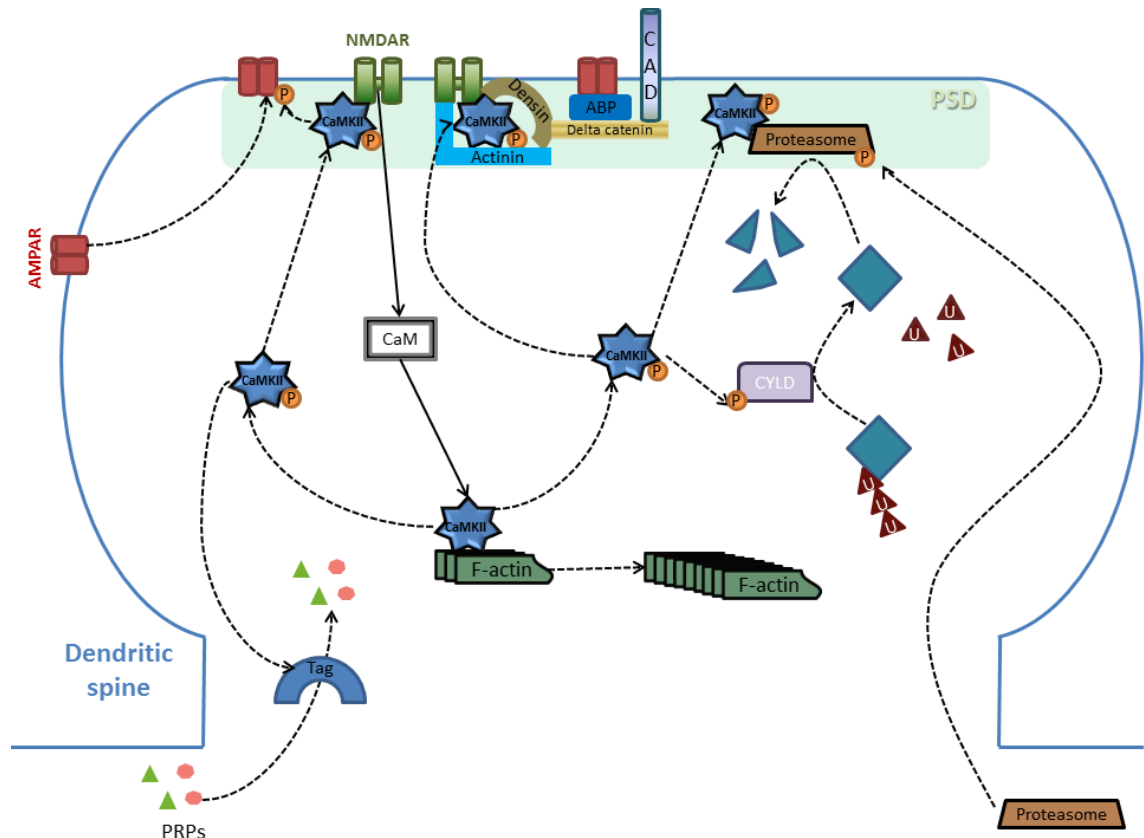 NMDAR
C
A
D
P
CaMKII
P
CaMKII
P
Densin
ABP
Delta catenin
Actinin
CaMKII
P
Proteasome
P
PSD
AMPAR
CaM
CaMKII
P
CaMKII
P
CYLD
P
U
U
U
U
U
U
CaMKII
F-actin
F-actin
Dendritic
spine
Tag
PRPs
Proteasome